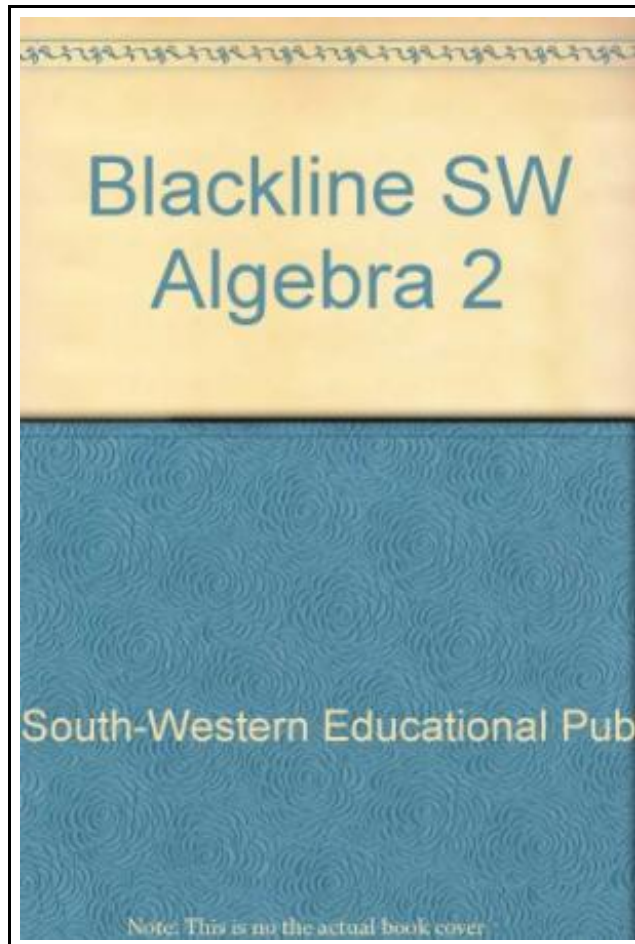 Blackline SW
Algebra 2
South-Western Educational Pub
Note: This is no the actual book cover